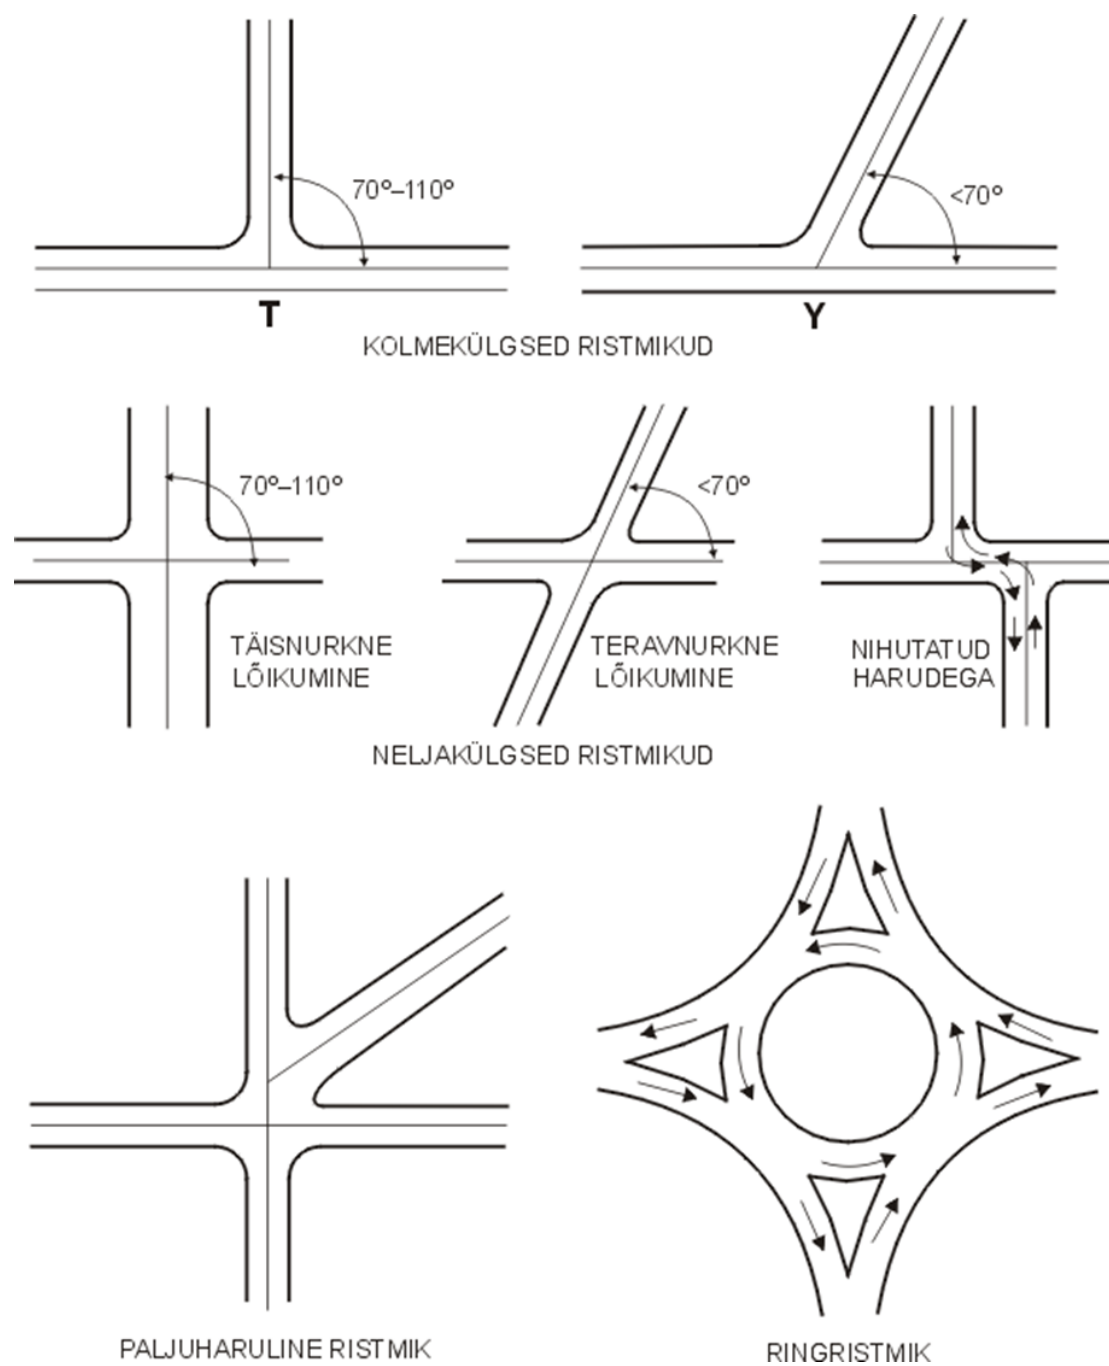 70°–110°
<70°
T
Y
KOLMEKÜLGSED RISTMIKUD
70°–110°
<70°
TÄISNURKNE
LÕIKUMINE
TERAVNURKNE
LÕIKUMINE
NIHUTATUD
HARUDEGA
NELJAKÜLGSED RISTMIKUD
PALJUHARULINE RISTMIK
RINGRISTMIK